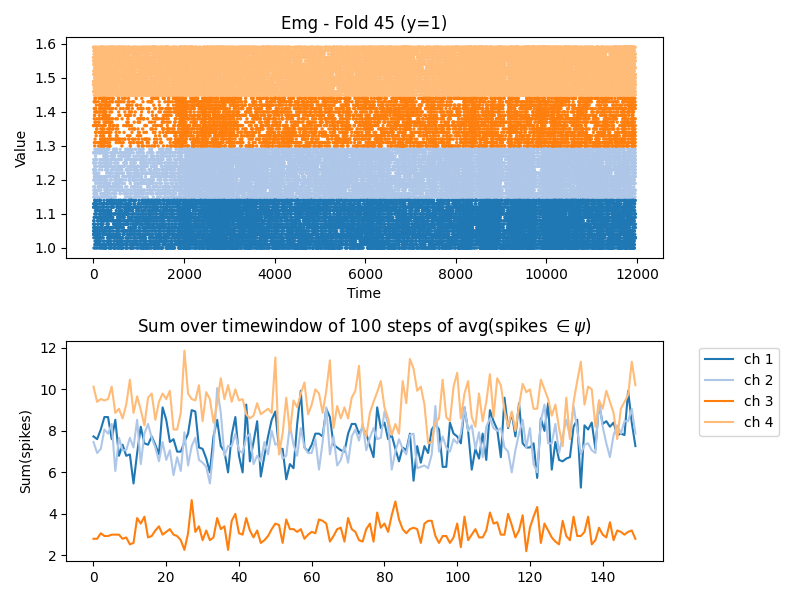 Emg - Fold 45 (y=1)
Value
1.6
1.5
1.4
1.3
1.2
1.1
1.0
0 2000 4000 6000 8000 10000 12000
Time
Sum over timewindow of 100 steps of avg(spikes ∈ ψ)
Sum(spikes)
12
10
8
6
4
2
0 20 40 60 80 100 120 140
ch 1
ch 2
ch 3
ch 4